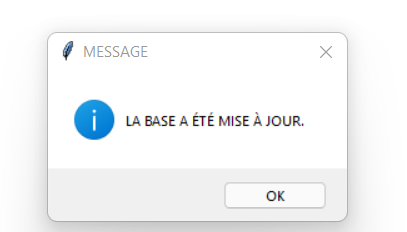 MESSAGE
LA BASE A ÉTÉ MISE À JOUR.
OK